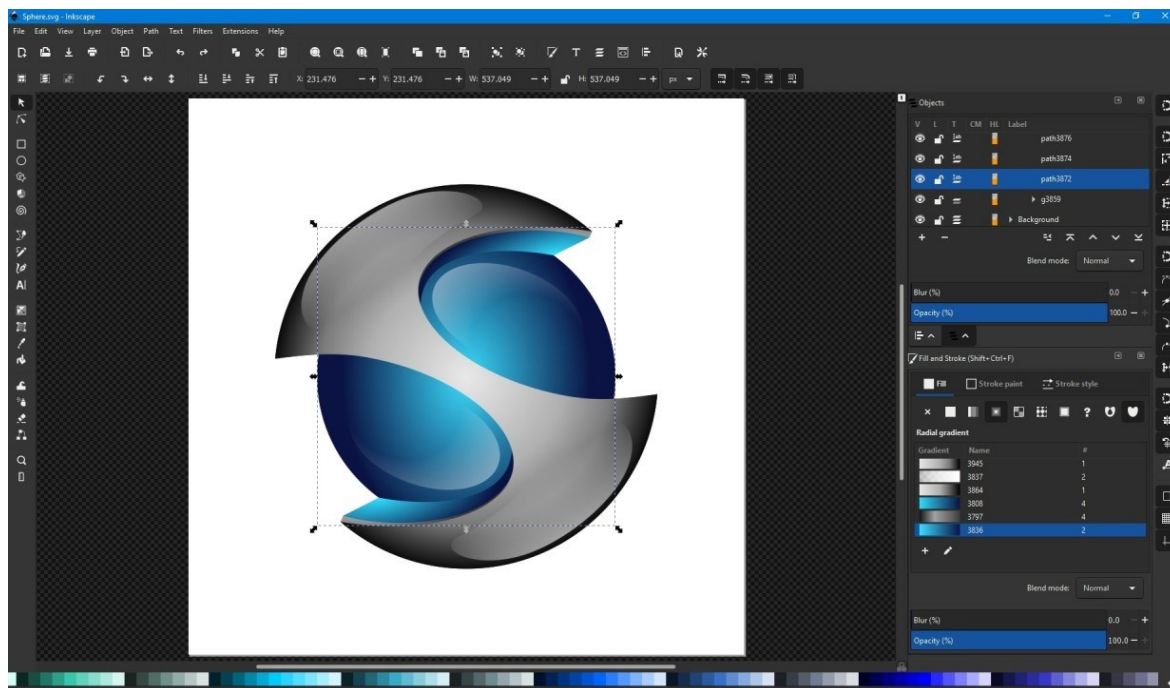 Sphere.svg - Inkscape
File Edit View Layer Object Path Text Filters Extensions Help
X: 231.476 − + Y: 231.476 − + W: 537.049 − + H: 537.049 − + px
Objects
V L T CM HL Label
path3876
path3874
path3872
g3859
Background
Blend mode: Normal
Blur (%) 0.0 − +
Opacity (%) 100.0 − +
Fill and Stroke (Shift+Ctrl+F)
Fill Stroke paint Stroke style
Radial gradient
Gradient Name #
3945 1
3837 2
3864 1
3808 4
3797 4
3836 2
Blend mode: Normal
Blur (%) 0.0 − +
Opacity (%) 100.0 − +